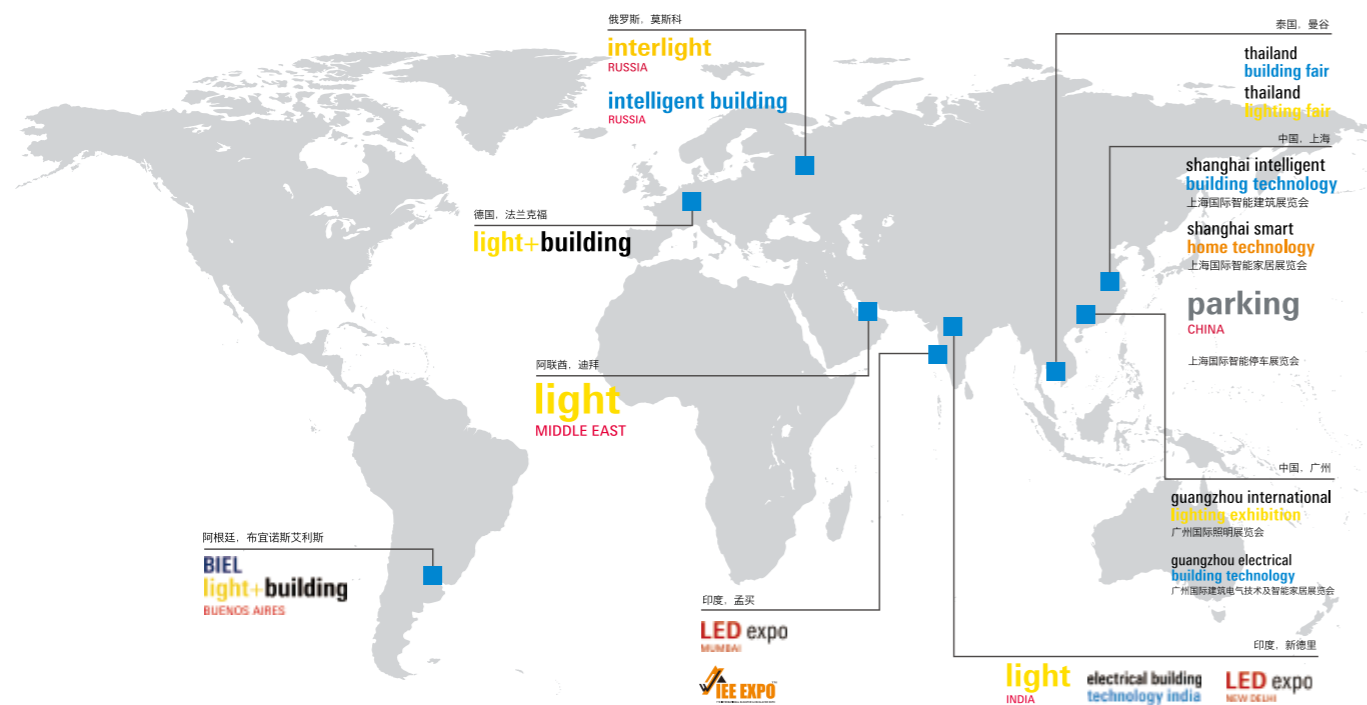 俄罗斯，莫斯科
interlight
RUSSIA
intelligent building
RUSSIA
泰国，曼谷
thailand
building fair
thailand
lighting fair
中国，上海
shanghai intelligent
building technology
上海国际智能建筑展览会
shanghai smart
home technology
上海国际智能家居展览会
parking
CHINA
上海国际智能停车展览会
德国，法兰克福
light+building
阿联酋，迪拜
light
MIDDLE EAST
中国，广州
guangzhou international
lighting exhibition
广州国际照明展览会
guangzhou electrical
building technology
广州国际建筑电气技术及智能家居展览会
阿根廷，布宜诺斯艾利斯
BIEL
light+building
BUENOS AIRES
印度，孟买
LED expo
MUMBAI
IEE EXPO
印度，新德里
light
INDIA
electrical building
technology india
LED expo
NEW DELHI